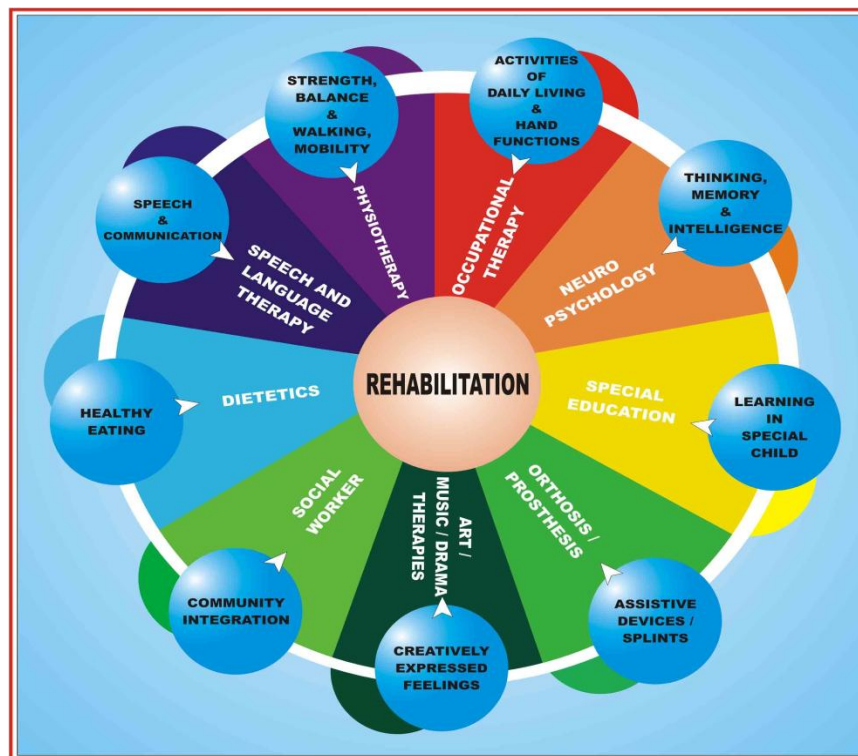 STRENGTH,
BALANCE
&
WALKING,
MOBILITY
PHYSIOTHERAPY
ACTIVITIES
OF
DAILY LIVING
&
HAND
FUNCTIONS
OCCUPATIONAL
THERAPY
THINKING,
MEMORY
&
INTELLIGENCE
NEURO
PSYCHOLOGY
LEARNING
IN
SPECIAL
CHILD
SPECIAL
EDUCATION
ASSISTIVE
DEVICES /
SPLINTS
ORTHOSIS /
PROSTHESIS
CREATIVELY
EXPRESSED
FEELINGS
ART /
MUSIC / DRAMA
THERAPIES
COMMUNITY
INTEGRATION
SOCIAL
WORKER
HEALTHY
EATING
DIETETICS
SPEECH
&
COMMUNICATION
SPEECH AND
LANGUAGE
THERAPY
REHABILITATION